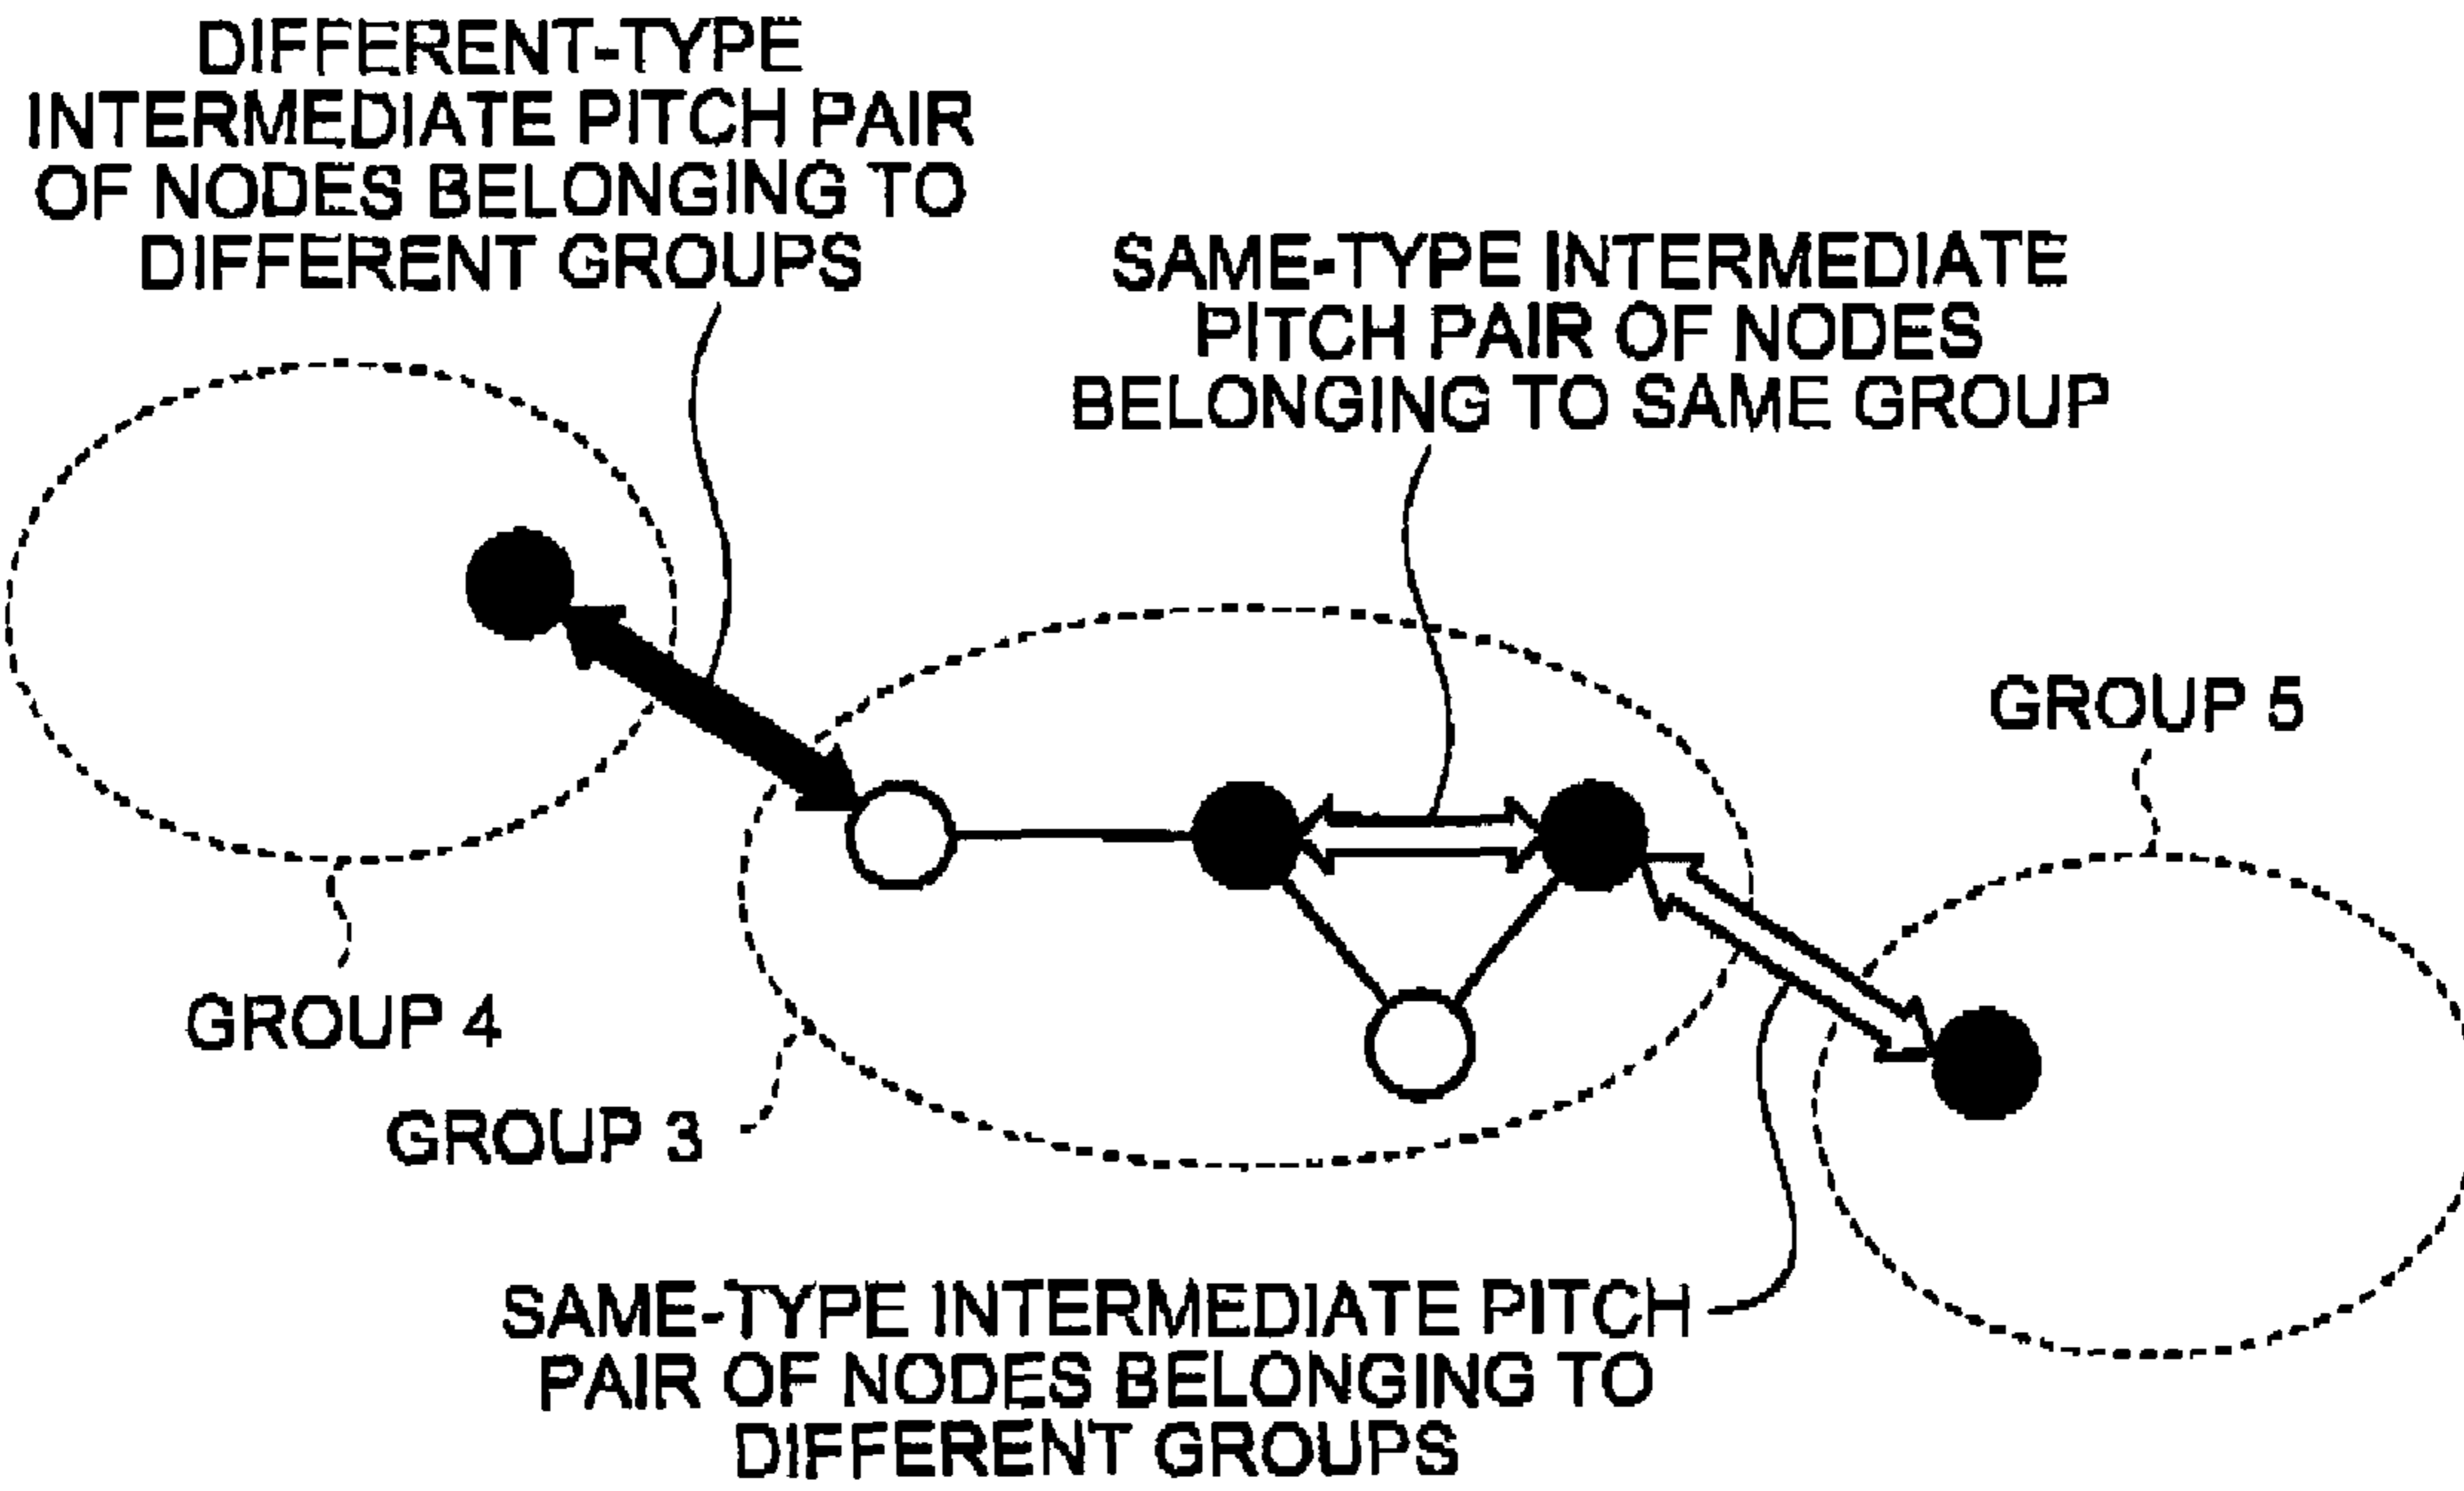 DIFFERENT-TYPE
INTERMEDIATE PITCH PAIR
OF NODES BELONGING TO
DIFFERENT GROUPS
SAME-TYPE INTERMEDIATE
PITCH PAIR OF NODES
BELONGING TO SAME GROUP
GROUP 5
GROUP 4
GROUP 3
SAME-TYPE INTERMEDIATE PITCH
PAIR OF NODES BELONGING TO
DIFFERENT GROUPS